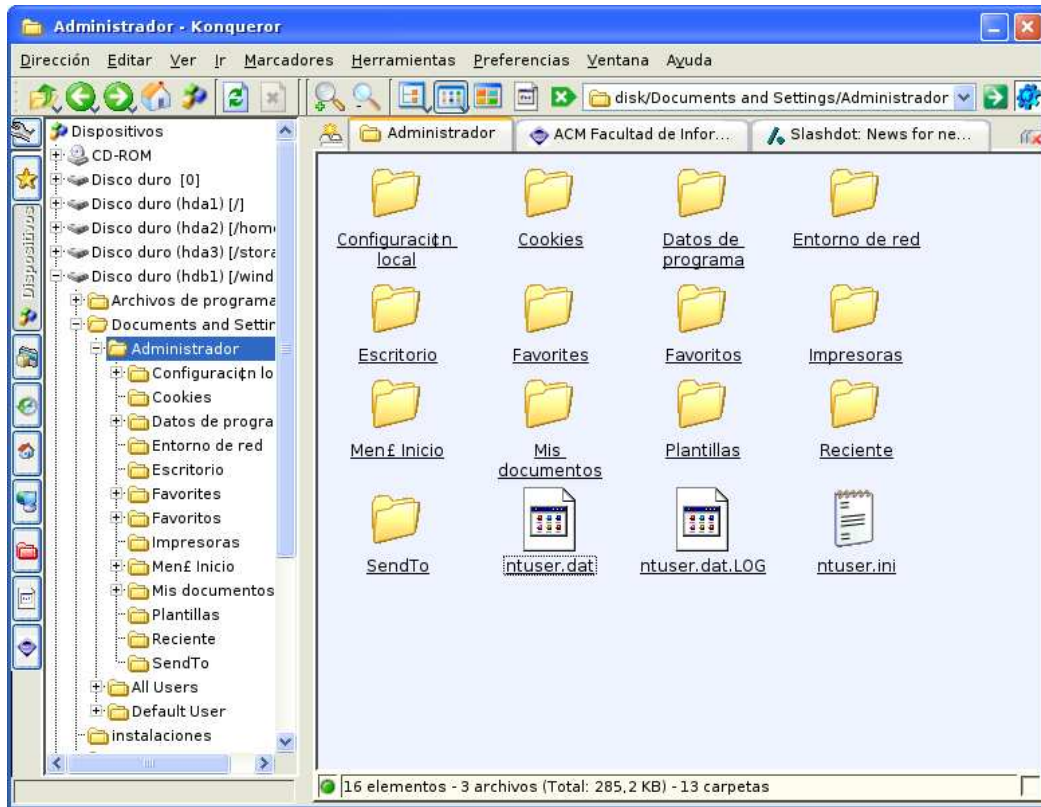 Administrador - Konqueror
Dirección Editar Ver Ir Marcadores Herramientas Preferencias Ventana Ayuda
disk/Documents and Settings/Administrador
Administrador
ACM Facultad de Infor...
Slashdot: News for ne...
Dispositivos
Dispositivos
CD-ROM
Disco duro [0]
Disco duro (hda1) [/]
Disco duro (hda2) [/hom
Disco duro (hda3) [/stora
Disco duro (hdb1) [/wind
Archivos de programa
Documents and Settin
Administrador
Configuraci¢n lo
Cookies
Datos de progra
Entorno de red
Escritorio
Favorites
Favoritos
Impresoras
Men£ Inicio
Mis documentos
Plantillas
Reciente
SendTo
All Users
Default User
instalaciones
Configuraci¢n
local
Cookies
Datos de
programa
Entorno de red
Escritorio
Favorites
Favoritos
Impresoras
Men£ Inicio
Mis
documentos
Plantillas
Reciente
SendTo
ntuser.dat
ntuser.dat.LOG
ntuser.ini
16 elementos - 3 archivos (Total: 285,2 KB) - 13 carpetas